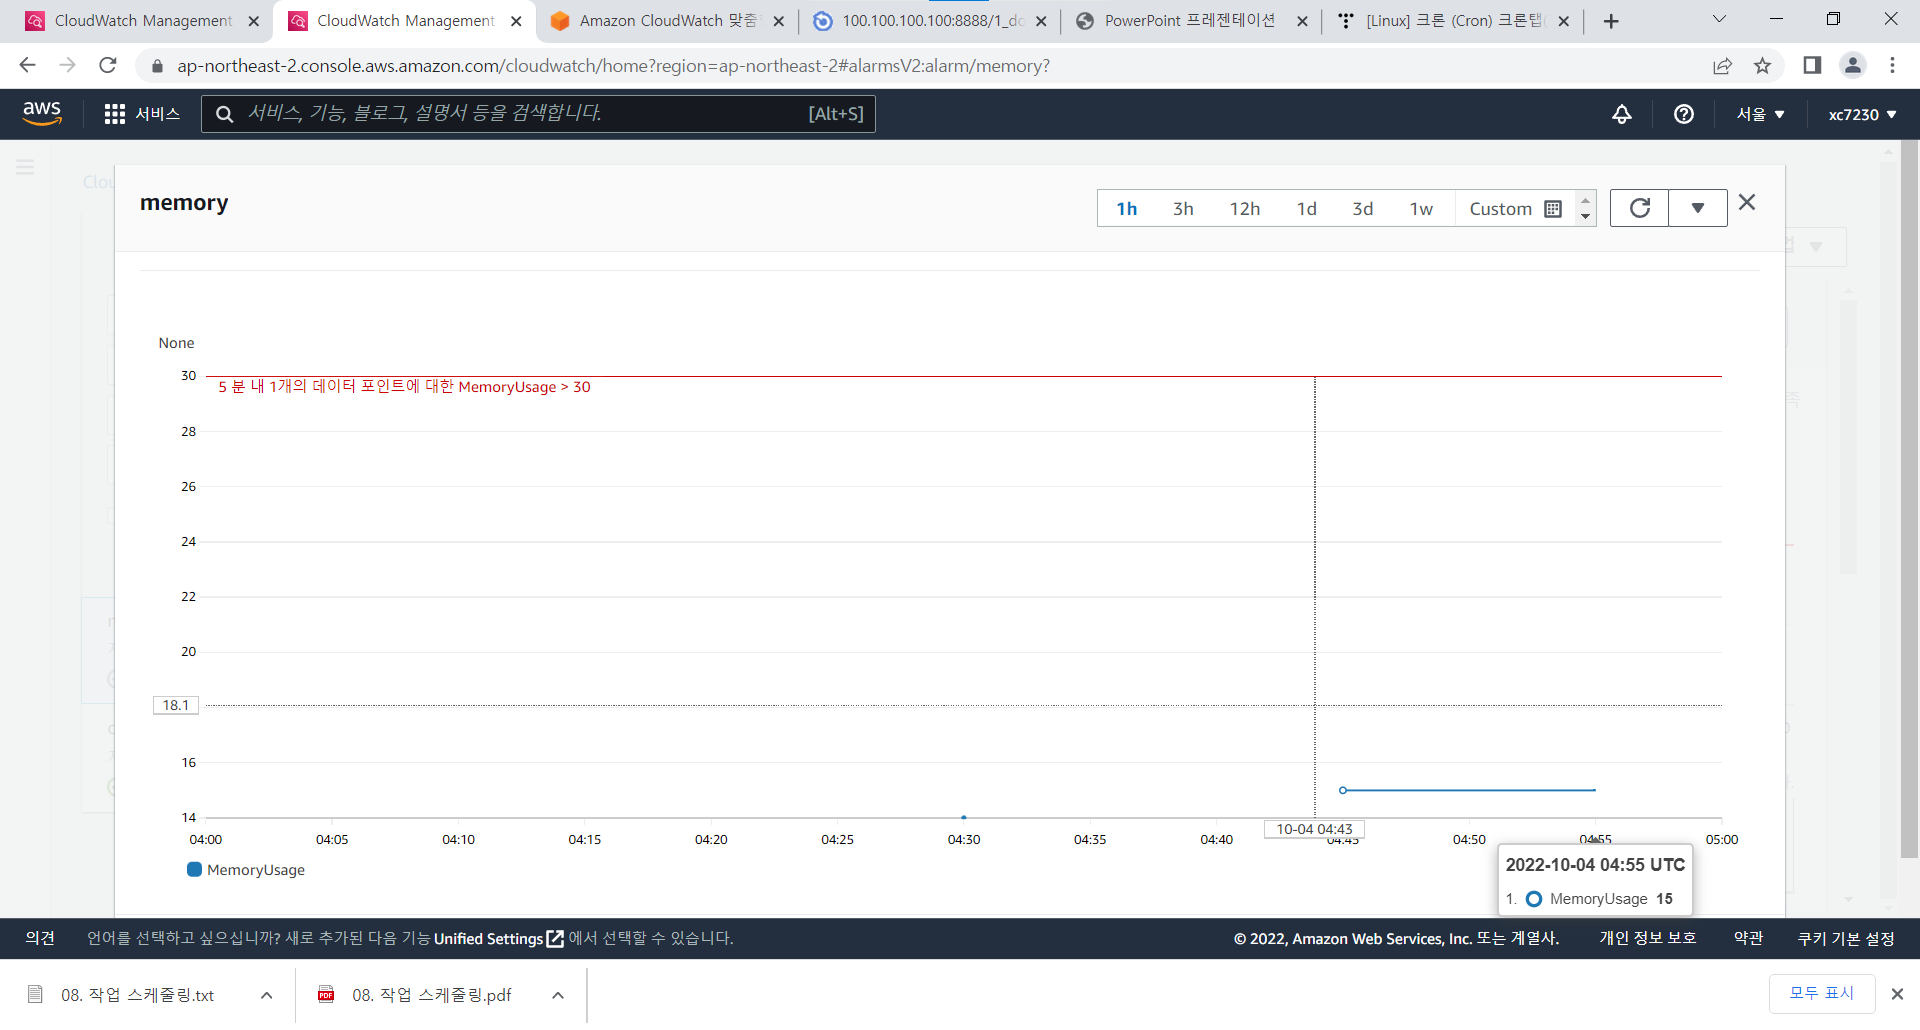 CloudWatch Management
CloudWatch Management
Amazon CloudWatch 맞춤
100.100.100.100:8888/1_do
PowerPoint 프레젠테이션
[Linux] 크론 (Cron) 크론탭(
ap-northeast-2.console.aws.amazon.com/cloudwatch/home?region=ap-northeast-2#alarmsV2:alarm/memory?
aws
서비스
서비스, 기능, 블로그, 설명서 등을 검색합니다.
[Alt+S]
서울
xc7230
Clou
memory
1h 3h 12h 1d 3d 1w Custom
None
30
5 분 내 1개의 데이터 포인트에 대한 MemoryUsage > 30
28
26
24
22
20
18.1
16
14
04:00 04:05 04:10 04:15 04:20 04:25 04:30 04:35 04:40 04:45 04:50 04:55 05:00
10-04 04:43
MemoryUsage
2022-10-04 04:55 UTC
1. MemoryUsage 15
의견
언어를 선택하고 싶으십니까? 새로 추가된 다음 기능 Unified Settings 에서 선택할 수 있습니다.
© 2022, Amazon Web Services, Inc. 또는 계열사.
개인 정보 보호
약관
쿠키 기본 설정
08. 작업 스케줄링.txt
PDF
08. 작업 스케줄링.pdf
모두 표시